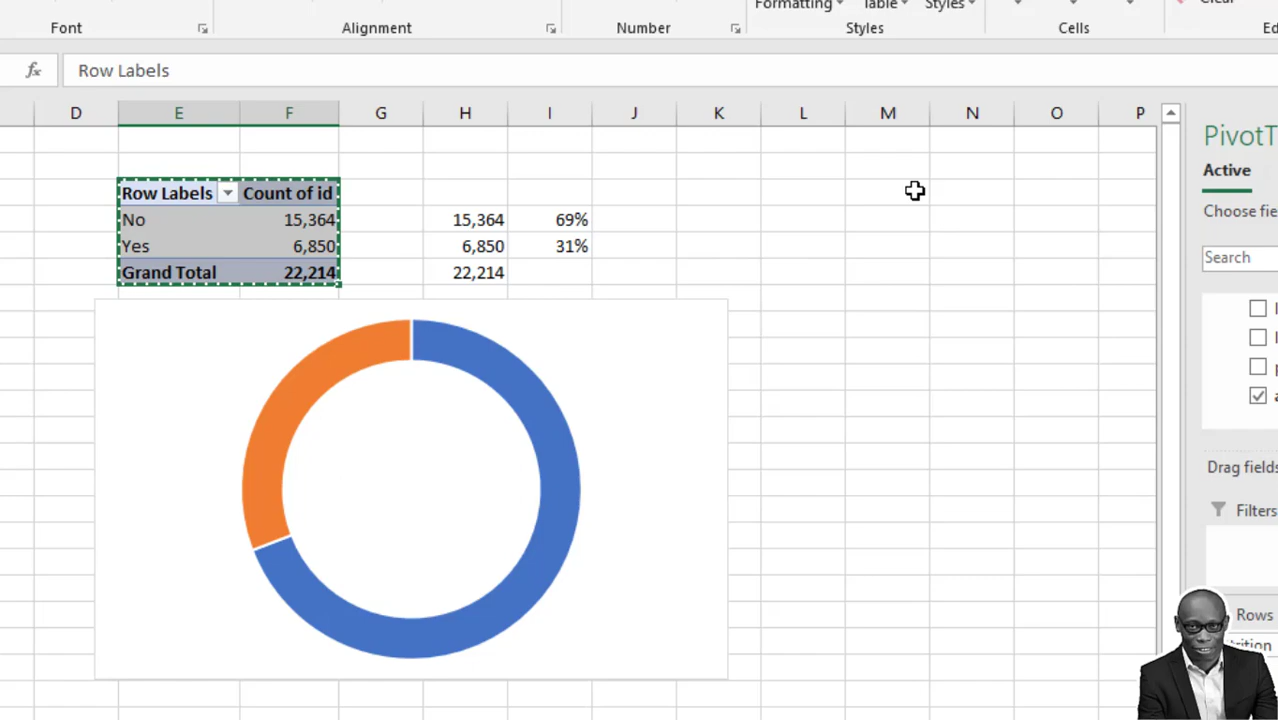 Formatting Table Styles Clear
Font Alignment Number Styles Cells
fx Row Labels
D E F G H I J K L M N O P
Row Labels Count of id
No 15,364 15,364 69%
Yes 6,850 6,850 31%
Grand Total 22,214 22,214
PivotT
Active
Choose fie
Search
Drag fields
Filters
Rows
trition